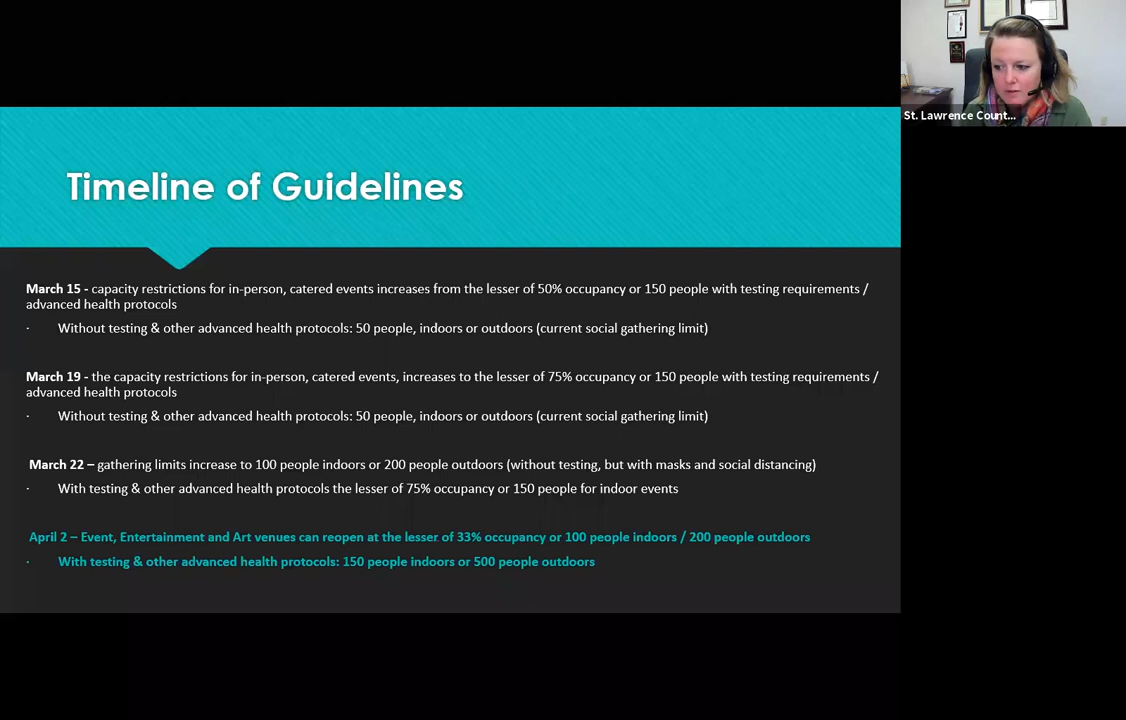 St. Lawrence Count...
Timeline of Guidelines
March 15 - capacity restrictions for in-person, catered events increases from the lesser of 50% occupancy or 150 people with testing requirements /
advanced health protocols
· Without testing & other advanced health protocols: 50 people, indoors or outdoors (current social gathering limit)
March 19 - the capacity restrictions for in-person, catered events, increases to the lesser of 75% occupancy or 150 people with testing requirements /
advanced health protocols
· Without testing & other advanced health protocols: 50 people, indoors or outdoors (current social gathering limit)
March 22 – gathering limits increase to 100 people indoors or 200 people outdoors (without testing, but with masks and social distancing)
· With testing & other advanced health protocols the lesser of 75% occupancy or 150 people for indoor events
April 2 – Event, Entertainment and Art venues can reopen at the lesser of 33% occupancy or 100 people indoors / 200 people outdoors
· With testing & other advanced health protocols: 150 people indoors or 500 people outdoors